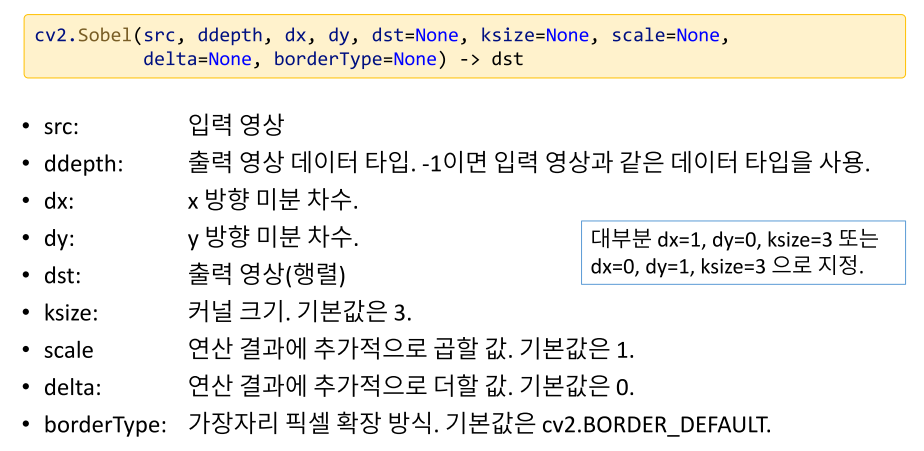 cv2.Sobel(src, ddepth, dx, dy, dst=None, ksize=None, scale=None,
delta=None, borderType=None) -> dst
• src: 입력 영상
• ddepth: 출력 영상 데이터 타입. -1이면 입력 영상과 같은 데이터 타입을 사용.
• dx: x 방향 미분 차수.
• dy: y 방향 미분 차수.
대부분 dx=1, dy=0, ksize=3 또는
dx=0, dy=1, ksize=3 으로 지정.
• dst: 출력 영상(행렬)
• ksize: 커널 크기. 기본값은 3.
• scale 연산 결과에 추가적으로 곱할 값. 기본값은 1.
• delta: 연산 결과에 추가적으로 더할 값. 기본값은 0.
• borderType: 가장자리 픽셀 확장 방식. 기본값은 cv2.BORDER_DEFAULT.